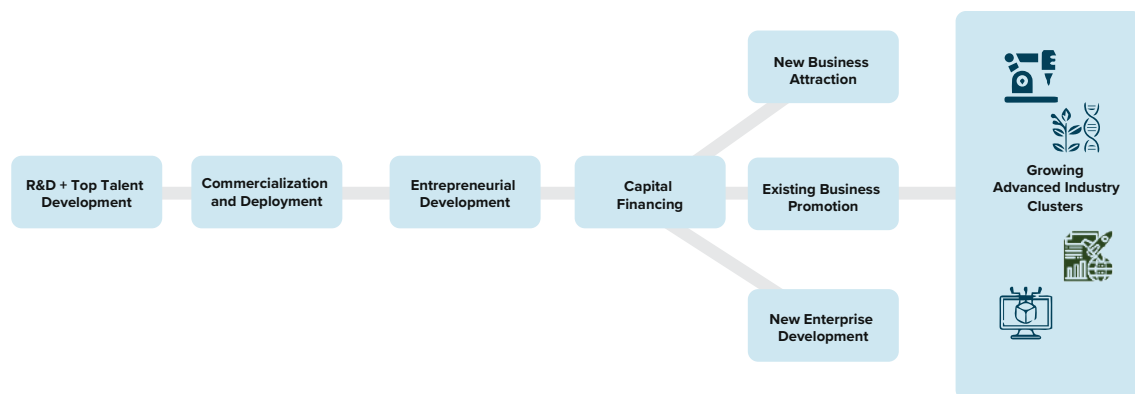 R&D + Top Talent
Development
Commercialization
and Deployment
Entrepreneurial
Development
Capital
Financing
New Business
Attraction
Existing Business
Promotion
New Enterprise
Development
Growing
Advanced Industry
Clusters